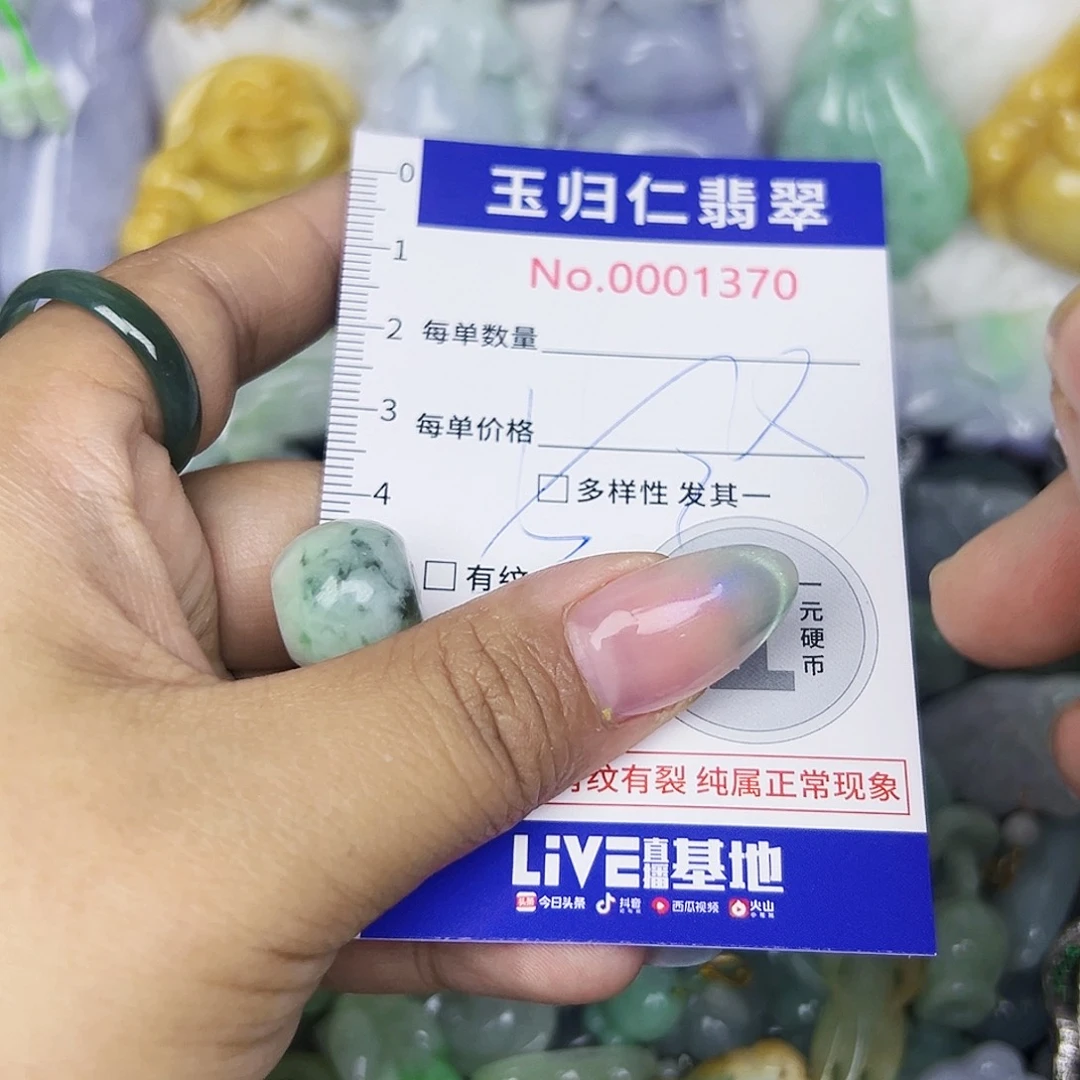 玉归仁翡翠
No.0001370
0
1
2
3
4
每单数量
每单价格
多样性 发其一
有纹
1
一元硬币
有纹有裂 纯属正常现象
LiVE直播基地
头条 今日头条 抖音 西瓜视频 火山